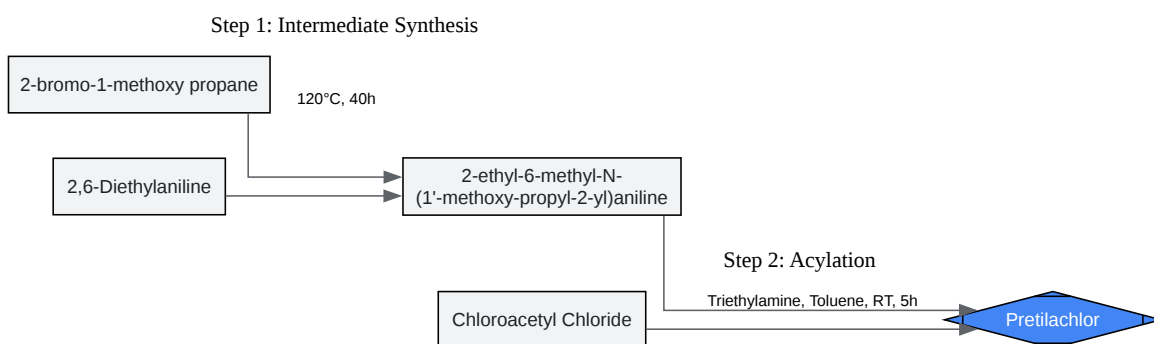 Step 1: Intermediate Synthesis
2-bromo-1-methoxy propane
120°C, 40h
2,6-Diethylaniline
2-ethyl-6-methyl-N-
(1'-methoxy-propyl-2-yl)aniline
Step 2: Acylation
Triethylamine, Toluene, RT, 5h
Chloroacetyl Chloride
Pretilachlor